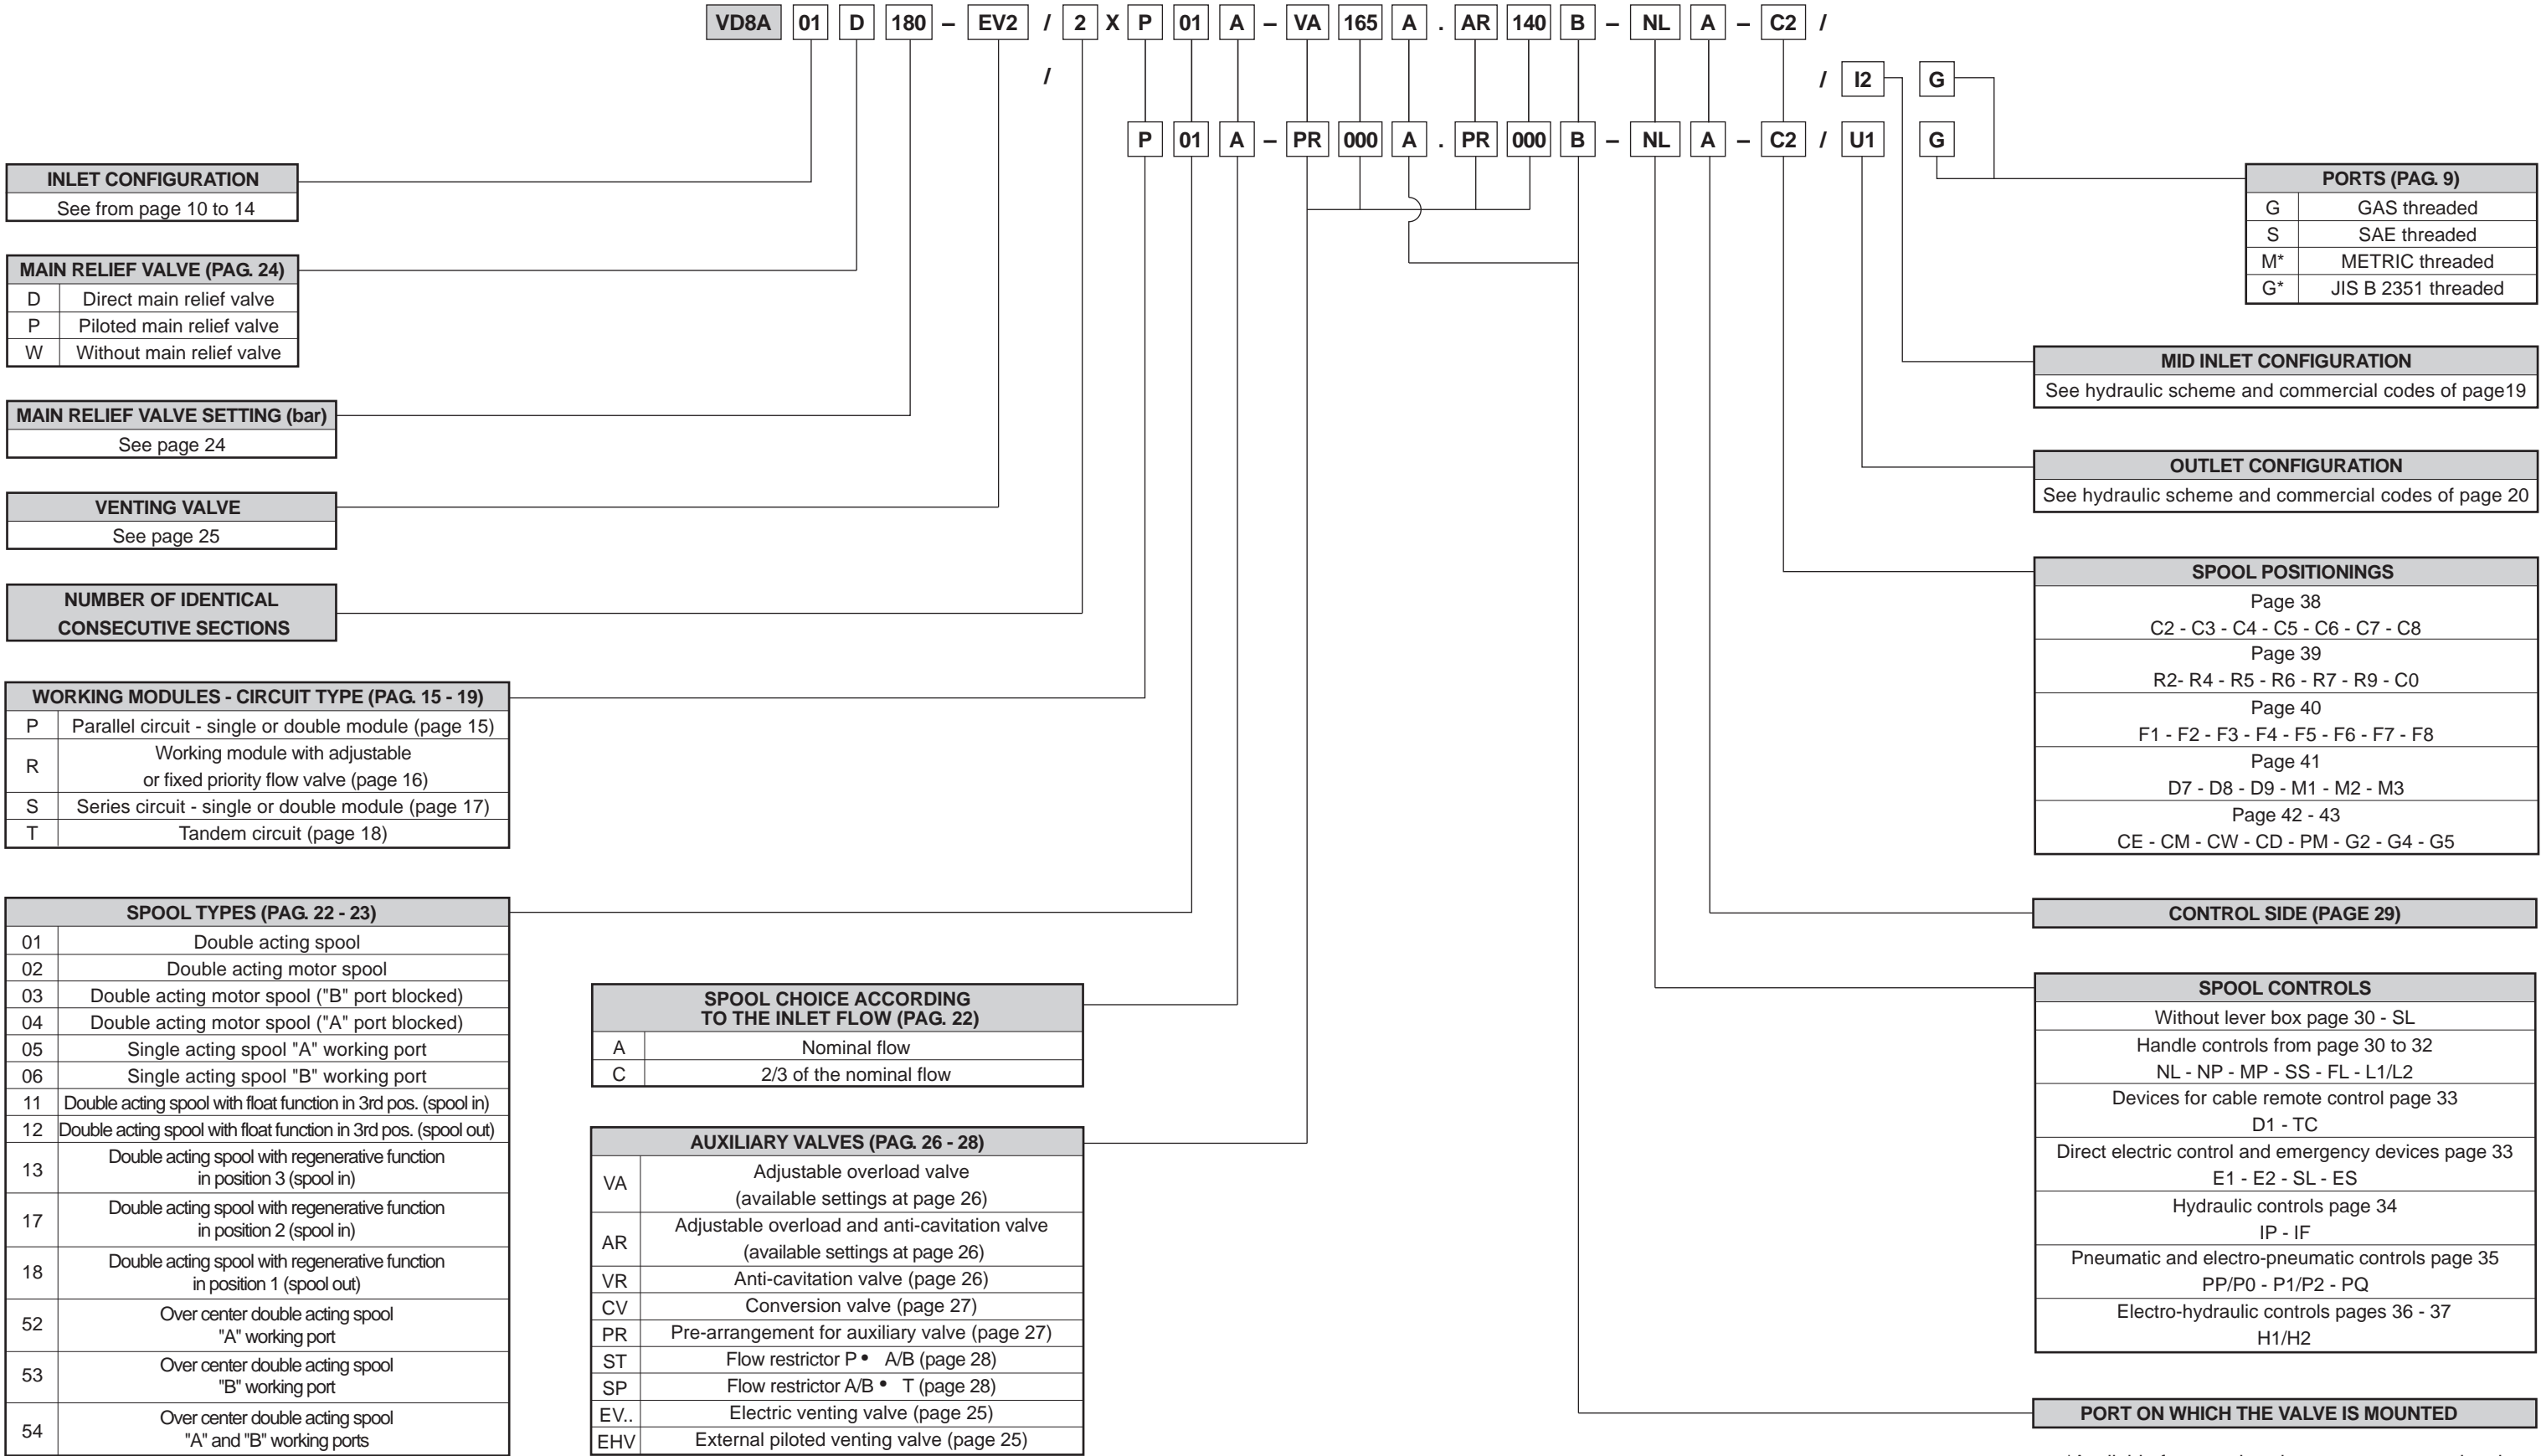 VD8A 01 D 180 – EV2 / 2 X P 01 A – VA 165 A . AR 140 B – NL A – C2 /
/ / I2 G
P 01 A – PR 000 A . PR 000 B – NL A – C2 / U1 G
INLET CONFIGURATION
See from page 10 to 14
MAIN RELIEF VALVE (PAG. 24)
D Direct main relief valve
P Piloted main relief valve
W Without main relief valve
MAIN RELIEF VALVE SETTING (bar)
See page 24
VENTING VALVE
See page 25
NUMBER OF IDENTICAL
CONSECUTIVE SECTIONS
WORKING MODULES - CIRCUIT TYPE (PAG. 15 - 19)
P Parallel circuit - single or double module (page 15)
R Working module with adjustable
or fixed priority flow valve (page 16)
S Series circuit - single or double module (page 17)
T Tandem circuit (page 18)
SPOOL TYPES (PAG. 22 - 23)
01 Double acting spool
02 Double acting motor spool
03 Double acting motor spool ("B" port blocked)
04 Double acting motor spool ("A" port blocked)
05 Single acting spool "A" working port
06 Single acting spool "B" working port
11 Double acting spool with float function in 3rd pos. (spool in)
12 Double acting spool with float function in 3rd pos. (spool out)
13 Double acting spool with regenerative function
in position 3 (spool in)
17 Double acting spool with regenerative function
in position 2 (spool in)
18 Double acting spool with regenerative function
in position 1 (spool out)
52 Over center double acting spool
"A" working port
53 Over center double acting spool
"B" working port
54 Over center double acting spool
"A" and "B" working ports
SPOOL CHOICE ACCORDING
TO THE INLET FLOW (PAG. 22)
A Nominal flow
C 2/3 of the nominal flow
AUXILIARY VALVES (PAG. 26 - 28)
VA Adjustable overload valve
(available settings at page 26)
AR Adjustable overload and anti-cavitation valve
(available settings at page 26)
VR Anti-cavitation valve (page 26)
CV Conversion valve (page 27)
PR Pre-arrangement for auxiliary valve (page 27)
ST Flow restrictor P • A/B (page 28)
SP Flow restrictor A/B • T (page 28)
EV.. Electric venting valve (page 25)
EHV External piloted venting valve (page 25)
PORTS (PAG. 9)
G GAS threaded
S SAE threaded
M* METRIC threaded
G* JIS B 2351 threaded
MID INLET CONFIGURATION
See hydraulic scheme and commercial codes of page19
OUTLET CONFIGURATION
See hydraulic scheme and commercial codes of page 20
SPOOL POSITIONINGS
Page 38
C2 - C3 - C4 - C5 - C6 - C7 - C8
Page 39
R2- R4 - R5 - R6 - R7 - R9 - C0
Page 40
F1 - F2 - F3 - F4 - F5 - F6 - F7 - F8
Page 41
D7 - D8 - D9 - M1 - M2 - M3
Page 42 - 43
CE - CM - CW - CD - PM - G2 - G4 - G5
CONTROL SIDE (PAGE 29)
SPOOL CONTROLS
Without lever box page 30 - SL
Handle controls from page 30 to 32
NL - NP - MP - SS - FL - L1/L2
Devices for cable remote control page 33
D1 - TC
Direct electric control and emergency devices page 33
E1 - E2 - SL - ES
Hydraulic controls page 34
IP - IF
Pneumatic and electro-pneumatic controls page 35
PP/P0 - P1/P2 - PQ
Electro-hydraulic controls pages 36 - 37
H1/H2
PORT ON WHICH THE VALVE IS MOUNTED